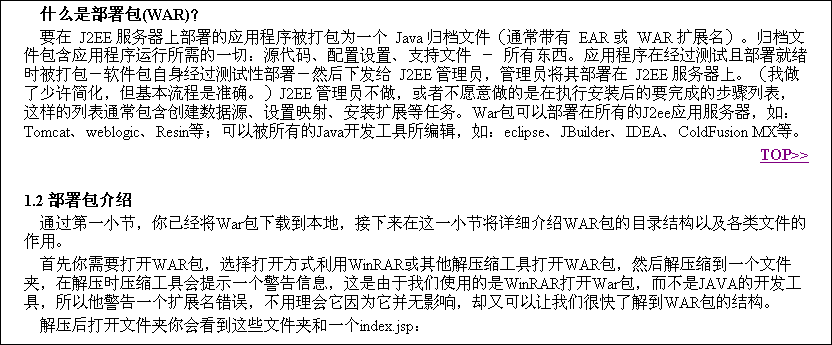 什么是部署包(WAR)?
要在 J2EE 服务器上部署的应用程序被打包为一个 Java 归档文件（通常带有 EAR 或 WAR 扩展名）。归档
文件包含应用程序运行所需的一切：源代码、配置设置、支持文件 － 所有东西。应用程序在经过测试且部署就绪
时被打包－软件包自身经过测试性部署－然后下发给 J2EE 管理员，管理员将其部署在 J2EE 服务器上。（我做
了少许简化，但基本流程是准确。）J2EE 管理员不做，或者不愿意做的是在执行安装后的要完成的步骤列表，
这样的列表通常包含创建数据源、设置映射、安装扩展等任务。War包可以部署在所有的J2ee应用服务器，如：
Tomcat、weblogic、Resin等；可以被所有的Java开发工具所编辑，如：eclipse、JBuilder、IDEA、ColdFusion MX等。
TOP>>
1.2 部署包介绍
通过第一小节，你已经将War包下载到本地，接下来在这一小节将详细介绍WAR包的目录结构以及各类文件的
作用。
首先你需要打开WAR包，选择打开方式利用WinRAR或其他解压缩工具打开WAR包，然后解压缩到一个文件
夹，在解压时压缩工具会提示一个警告信息，这是由于我们使用的是WinRAR打开War包，而不是JAVA的开发工
具，所以他警告一个扩展名错误，不用理会它因为它并无影响，却又可以让我们很快了解到WAR包的结构。
解压后打开文件夹你会看到这些文件夹和一个index.jsp：